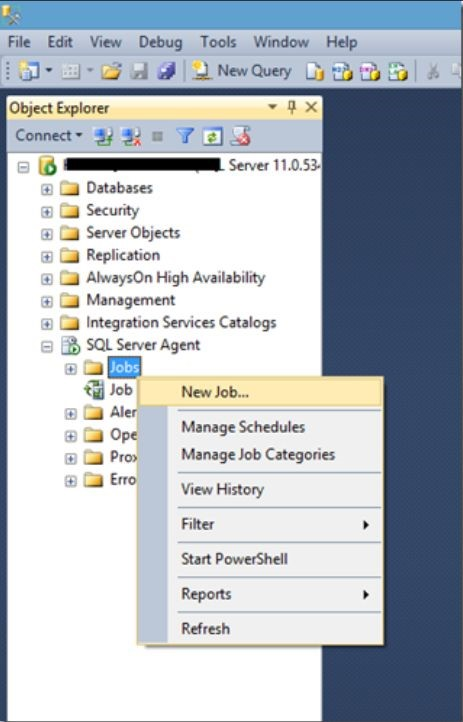 File Edit View Debug Tools Window Help
New Query
Object Explorer
Connect
SQL Server 11.0.534
Databases
Security
Server Objects
Replication
AlwaysOn High Availability
Management
Integration Services Catalogs
SQL Server Agent
Jobs
Job
Aler
Ope
Prox
Erro
New Job...
Manage Schedules
Manage Job Categories
View History
Filter
Start PowerShell
Reports
Refresh